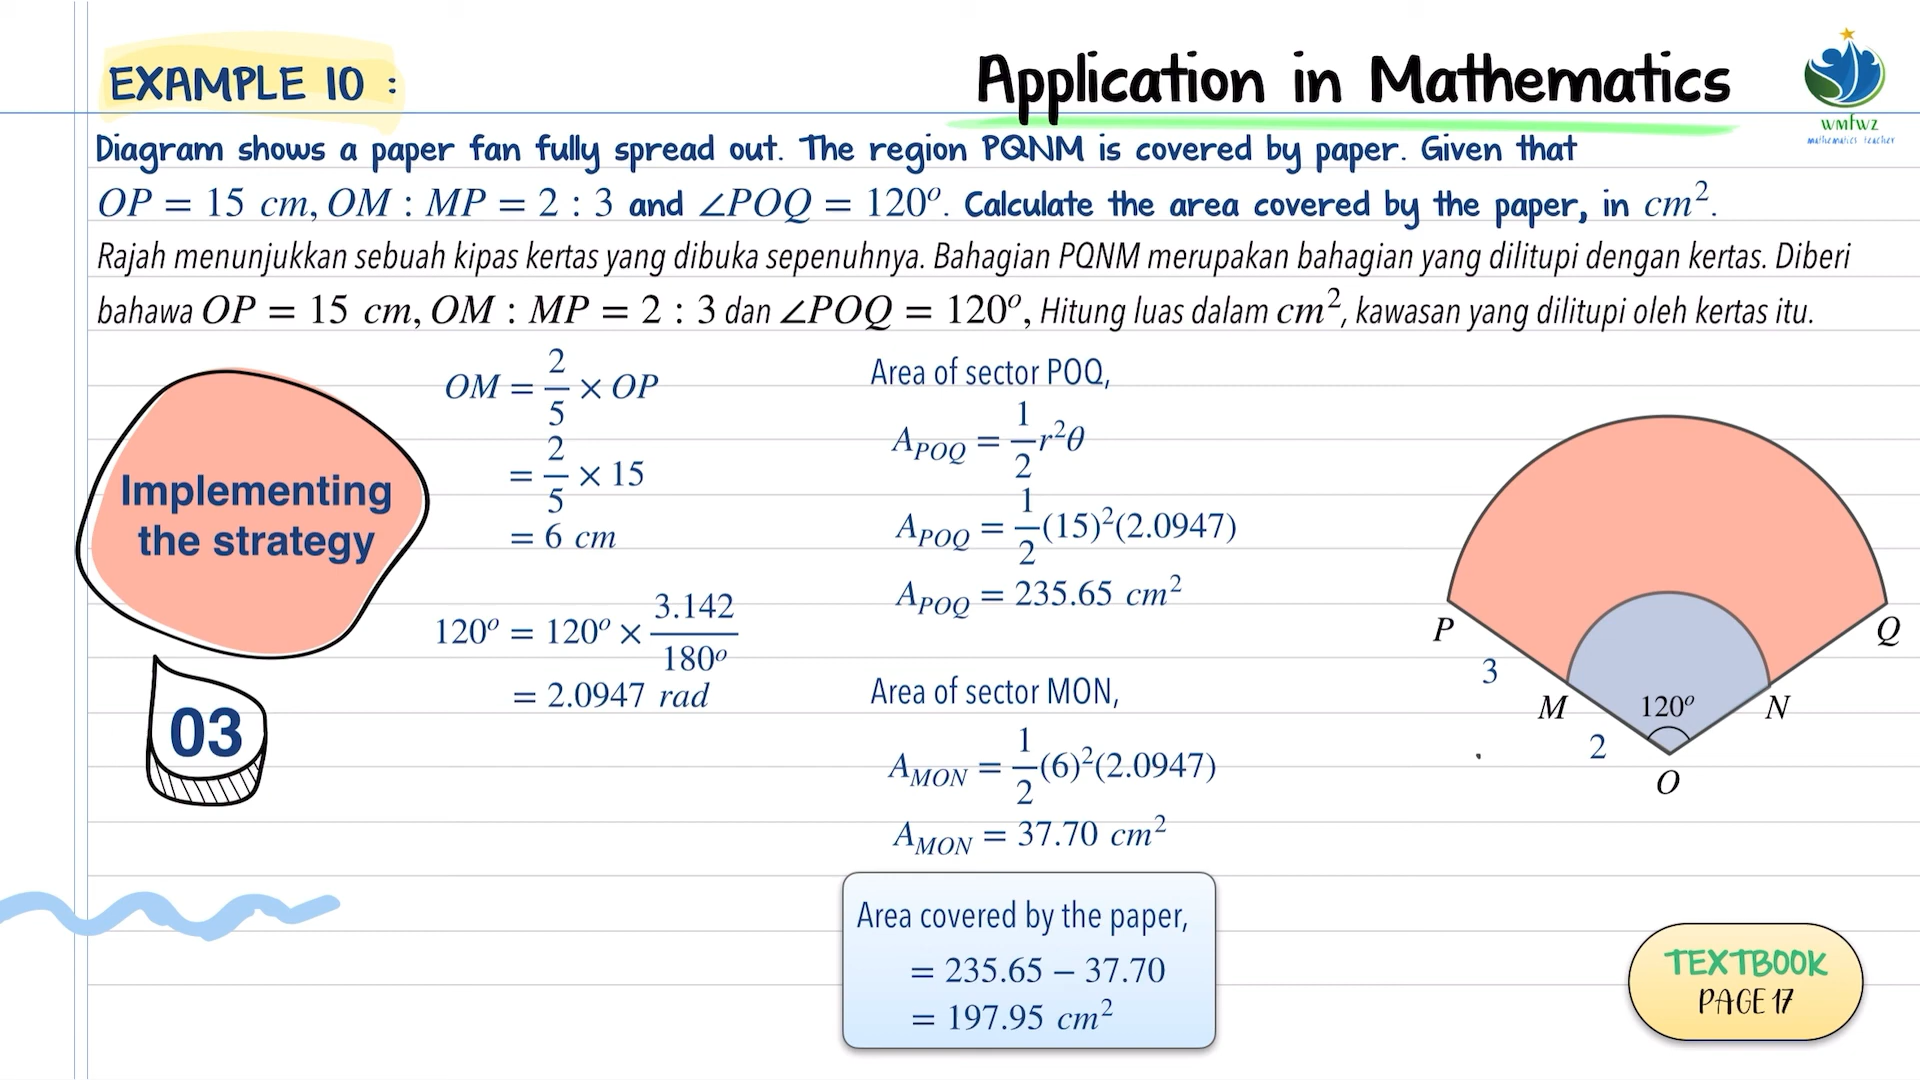 EXAMPLE 10 :
Application in Mathematics
wmfwz
mathematics teacher
Diagram shows a paper fan fully spread out. The region PQNM is covered by paper. Given that
OP = 15 cm, OM : MP = 2 : 3 and ∠POQ = 120°. Calculate the area covered by the paper, in cm².
Rajah menunjukkan sebuah kipas kertas yang dibuka sepenuhnya. Bahagian PQNM merupakan bahagian yang dilitupi dengan kertas. Diberi
bahawa OP = 15 cm, OM : MP = 2 : 3 dan ∠POQ = 120°, Hitung luas dalam cm², kawasan yang dilitupi oleh kertas itu.
Implementing
the strategy
03
OM = 2/5 × OP
= 2/5 × 15
= 6 cm
120° = 120° × 3.142/180°
= 2.0947 rad
Area of sector POQ,
A_POQ = 1/2 r²θ
A_POQ = 1/2 (15)²(2.0947)
A_POQ = 235.65 cm²
Area of sector MON,
A_MON = 1/2 (6)²(2.0947)
A_MON = 37.70 cm²
Area covered by the paper,
= 235.65 − 37.70
= 197.95 cm²
P
Q
3
M
120°
N
2
O
TEXTBOOK
PAGE 17